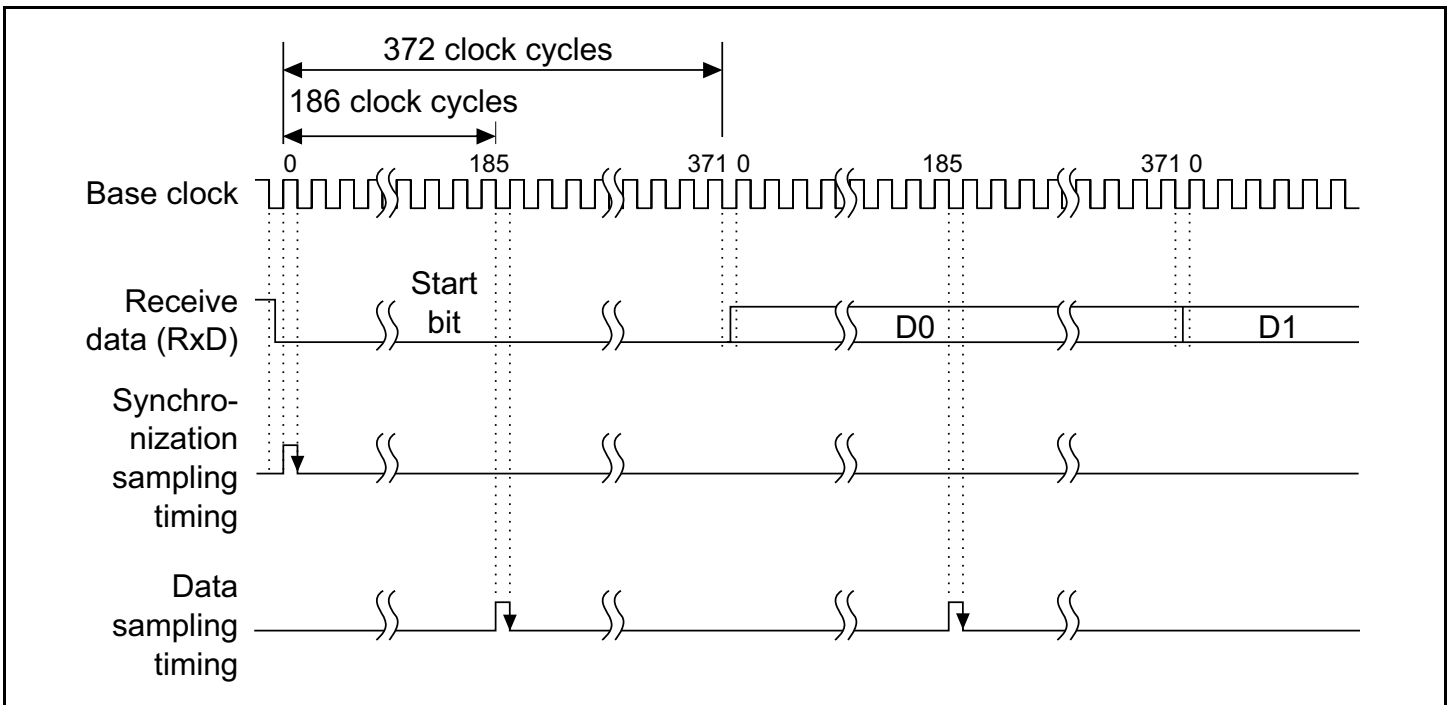 372 clock cycles
186 clock cycles
0 185 371 0 185 371 0
Base clock
Receive
data (RxD)
Start
bit
D0
D1
Synchro-
nization
sampling
timing
Data
sampling
timing